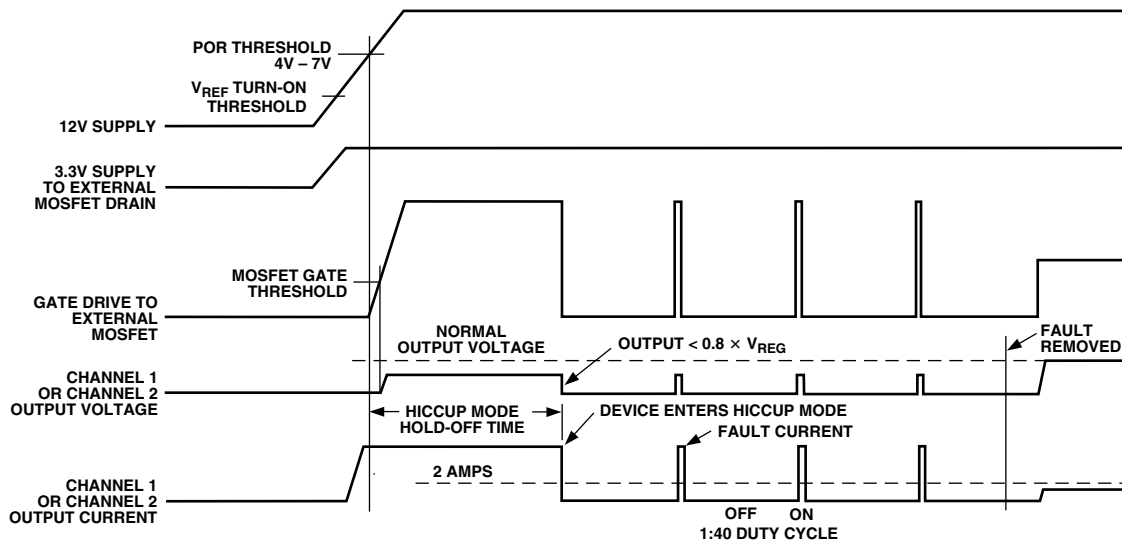 POR THRESHOLD
4V – 7V
VREF TURN-ON
THRESHOLD
12V SUPPLY
3.3V SUPPLY
TO EXTERNAL
MOSFET DRAIN
MOSFET GATE
THRESHOLD
GATE DRIVE TO
EXTERNAL
MOSFET
NORMAL
OUTPUT VOLTAGE
OUTPUT < 0.8 × VREG
FAULT
REMOVED
CHANNEL 1
OR CHANNEL 2
OUTPUT VOLTAGE
HICCUP MODE
HOLD-OFF TIME
DEVICE ENTERS HICCUP MODE
FAULT CURRENT
2 AMPS
CHANNEL 1
OR CHANNEL 2
OUTPUT CURRENT
OFF ON
1:40 DUTY CYCLE